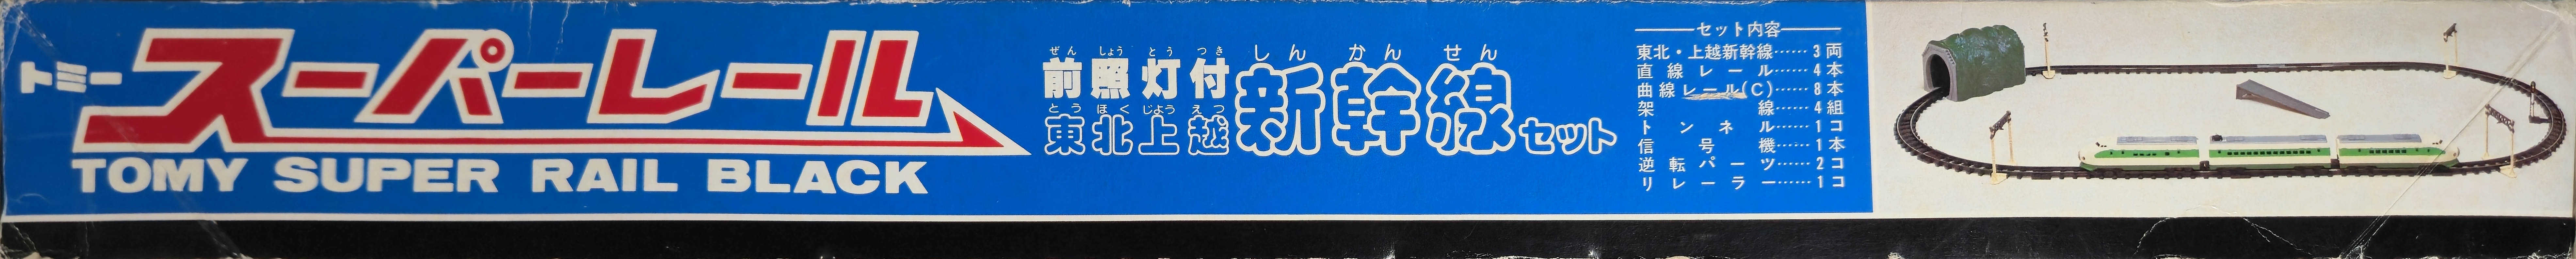 トミー スーパーレール
TOMY SUPER RAIL BLACK
ぜん しょう とう つき
前照灯付
とう ほく じょう えつ
東北上越
しん かん せん
新幹線セット
セット内容
東北・上越新幹線……3両
直線レール……4本
曲線レール(C)……8本
架線……4組
トンネル……1コ
信号機……1本
逆転パーツ……2コ
リレーラー……1コ